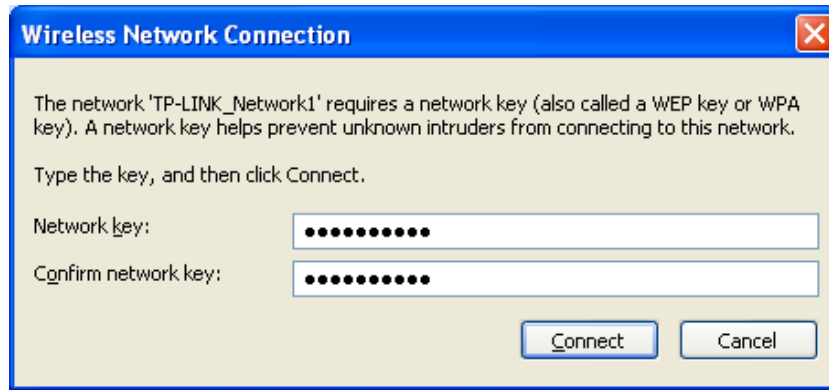 Wireless Network Connection
The network 'TP-LINK_Network1' requires a network key (also called a WEP key or WPA
key). A network key helps prevent unknown intruders from connecting to this network.
Type the key, and then click Connect.
Network key: ••••••••••
Confirm network key: ••••••••••
Connect Cancel